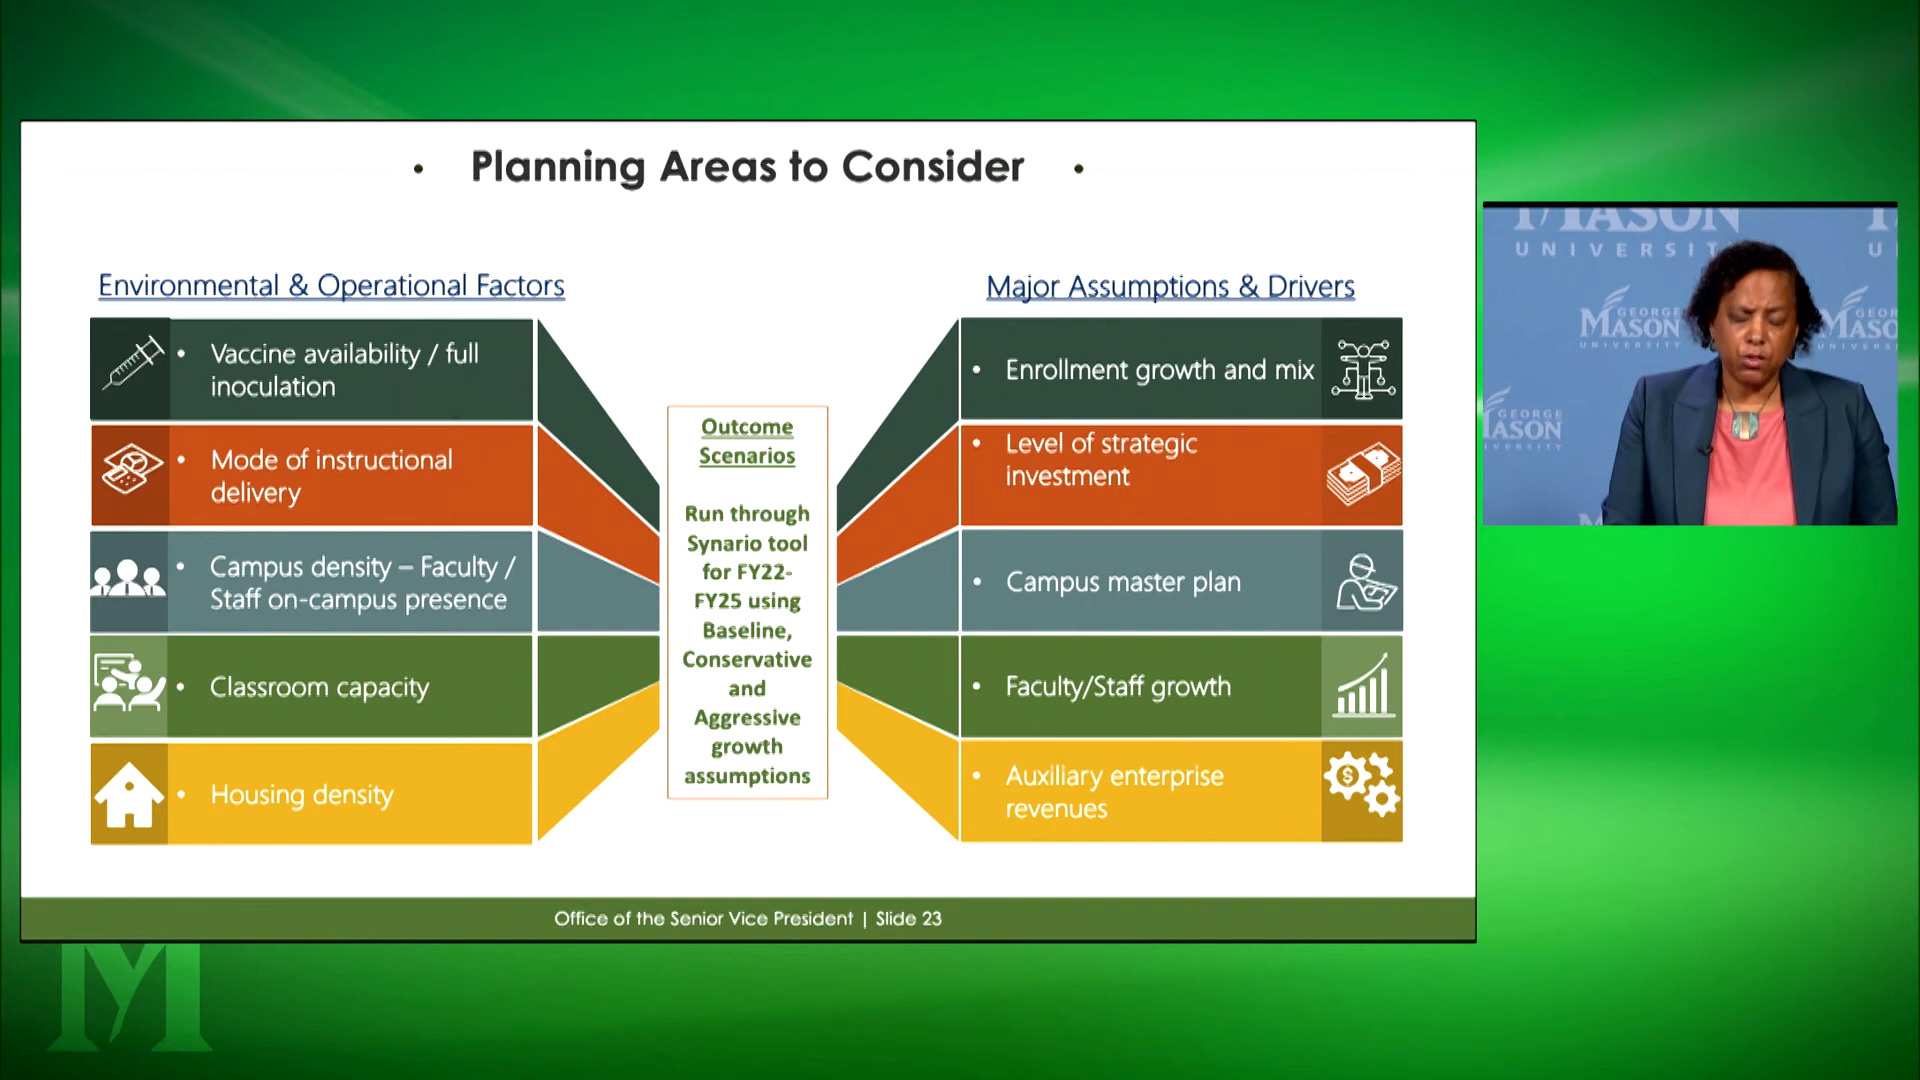 Planning Areas to Consider
Environmental & Operational Factors
• Vaccine availability / full
inoculation
• Mode of instructional
delivery
• Campus density – Faculty /
Staff on-campus presence
• Classroom capacity
• Housing density
Outcome
Scenarios
Run through
Synario tool
for FY22-
FY25 using
Baseline,
Conservative
and
Aggressive
growth
assumptions
Major Assumptions & Drivers
• Enrollment growth and mix
• Level of strategic
investment
• Campus master plan
• Faculty/Staff growth
• Auxiliary enterprise
revenues
$
Office of the Senior Vice President | Slide 23
M
MASON
UNIVERSITY
GEORGE
MASON
UNIVERSITY
GEORGE
MASON